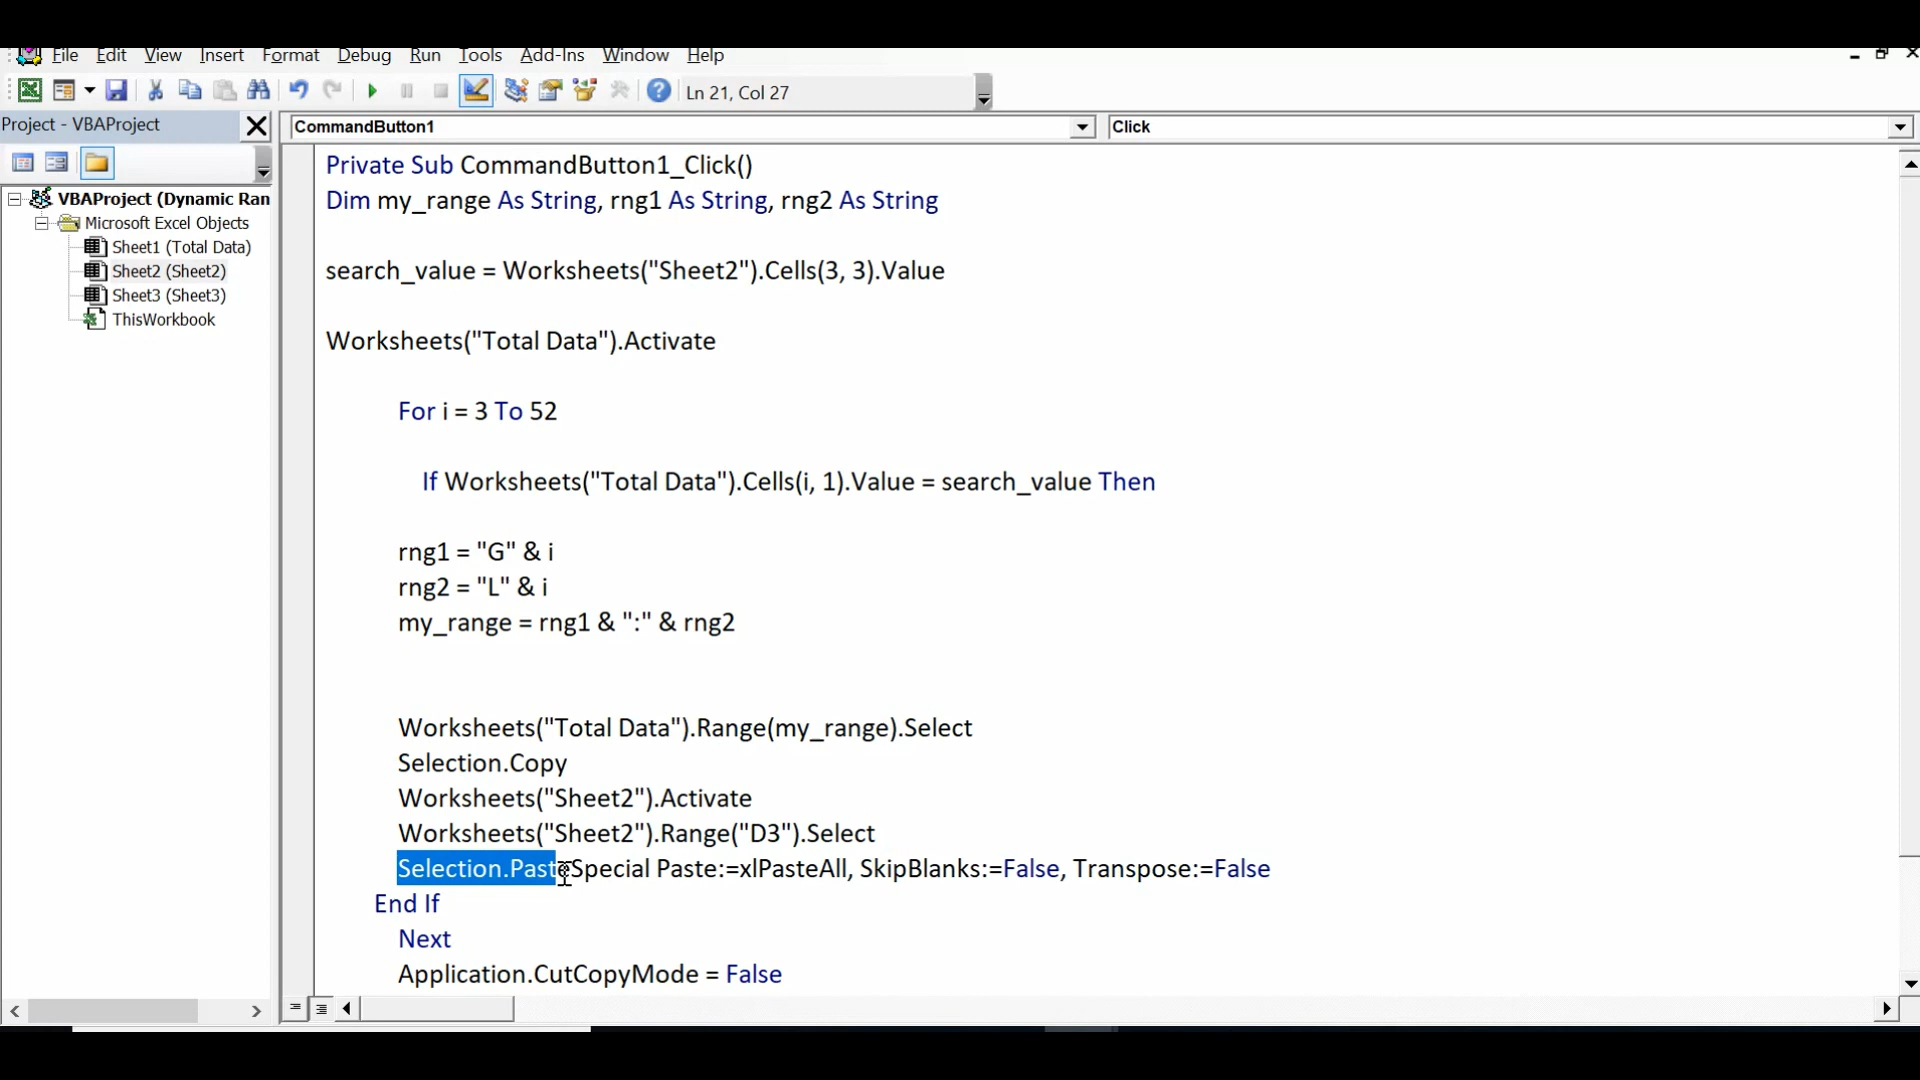 File Edit View Insert Format Debug Run Tools Add-Ins Window Help
Ln 21, Col 27
Project - VBAProject
CommandButton1
Click
VBAProject (Dynamic Ran
Microsoft Excel Objects
Sheet1 (Total Data)
Sheet2 (Sheet2)
Sheet3 (Sheet3)
ThisWorkbook
Private Sub CommandButton1_Click()
Dim my_range As String, rng1 As String, rng2 As String
search_value = Worksheets("Sheet2").Cells(3, 3).Value
Worksheets("Total Data").Activate
For i = 3 To 52
If Worksheets("Total Data").Cells(i, 1).Value = search_value Then
rng1 = "G" & i
rng2 = "L" & i
my_range = rng1 & ":" & rng2
Worksheets("Total Data").Range(my_range).Select
Selection.Copy
Worksheets("Sheet2").Activate
Worksheets("Sheet2").Range("D3").Select
Selection.PasteSpecial Paste:=xlPasteAll, SkipBlanks:=False, Transpose:=False
End If
Next
Application.CutCopyMode = False